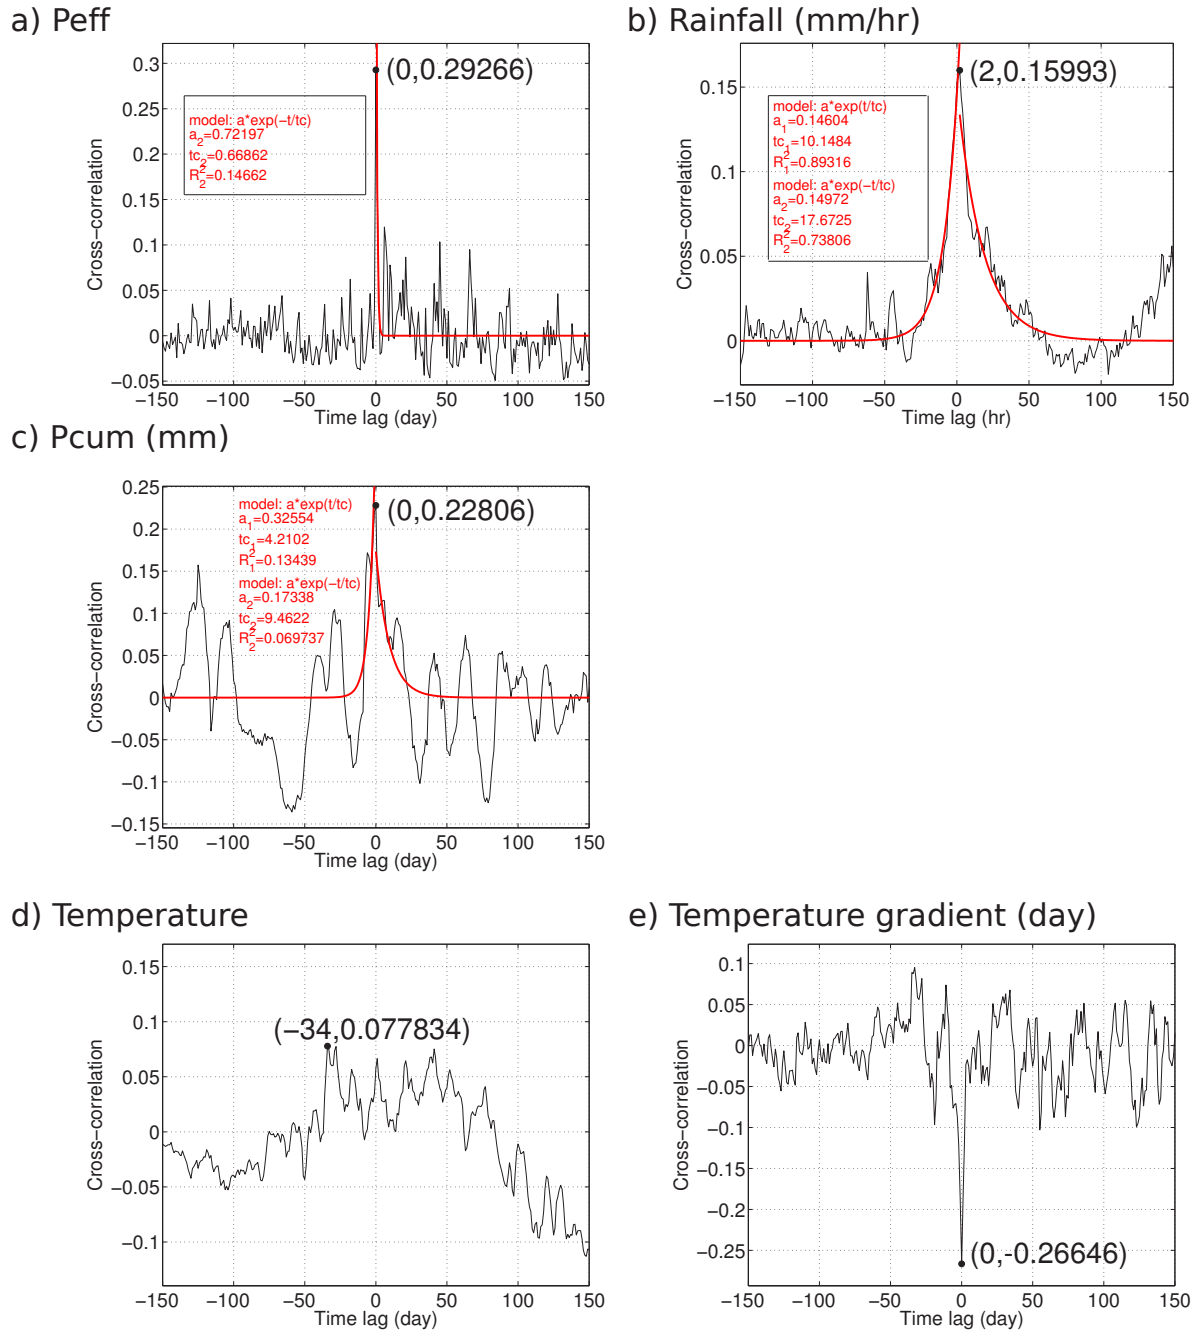 a) Peff
(0,0.29266)
model: a*exp(−t/tc)
a2=0.72197
tc2=0.66862
R2^2=0.14662
Cross−correlation
0.3
0.25
0.2
0.15
0.1
0.05
0
−0.05
−150 −100 −50 0 50 100 150
Time lag (day)
b) Rainfall (mm/hr)
(2,0.15993)
model: a*exp(t/tc)
a1=0.14604
tc1=10.1484
R1^2=0.89316
model: a*exp(−t/tc)
a2=0.14972
tc2=17.6725
R2^2=0.73806
Cross−correlation
0.15
0.1
0.05
0
−150 −100 −50 0 50 100 150
Time lag (hr)
c) Pcum (mm)
(0,0.22806)
model: a*exp(t/tc)
a1=0.32554
tc1=4.2102
R1^2=0.13439
model: a*exp(−t/tc)
a2=0.17338
tc2=9.4622
R2^2=0.069737
Cross−correlation
0.25
0.2
0.15
0.1
0.05
0
−0.05
−0.1
−0.15
−150 −100 −50 0 50 100 150
Time lag (day)
d) Temperature
(−34,0.077834)
Cross−correlation
0.15
0.1
0.05
0
−0.05
−0.1
−150 −100 −50 0 50 100 150
Time lag (day)
e) Temperature gradient (day)
(0,-0.26646)
Cross−correlation
0.1
0.05
0
−0.05
−0.1
−0.15
−0.2
−0.25
−150 −100 −50 0 50 100 150
Time lag (day)